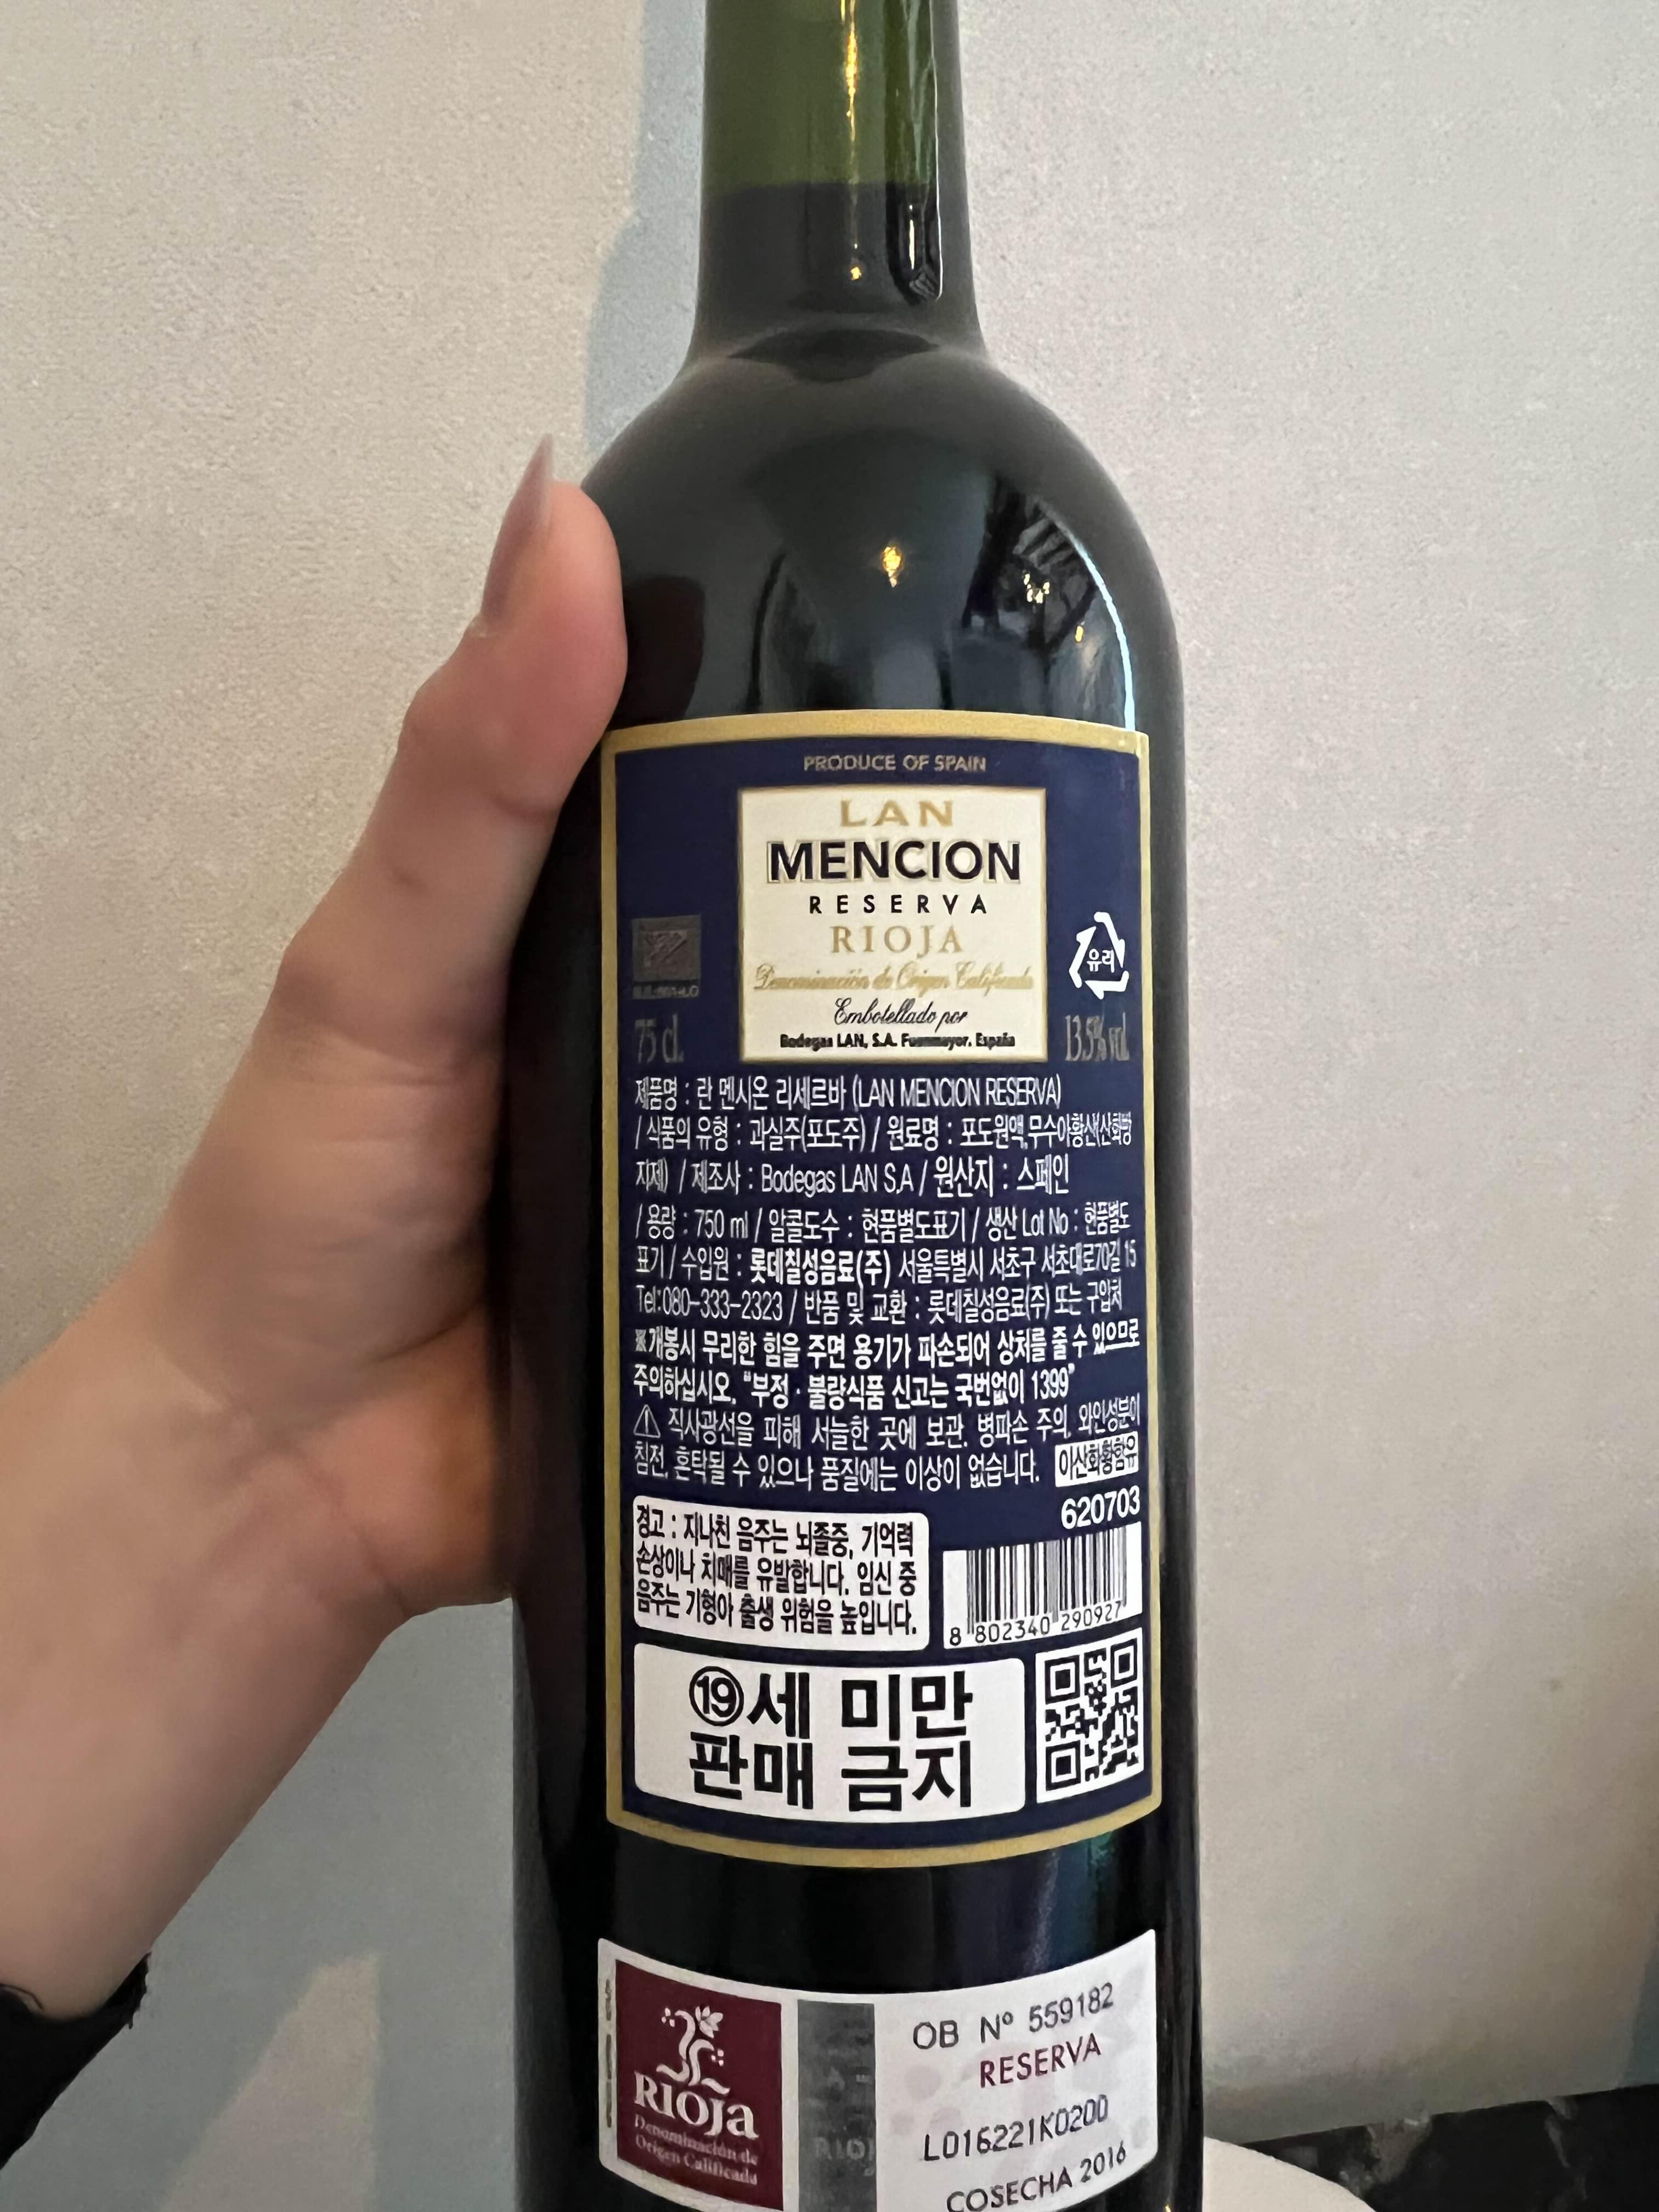 PRODUCE OF SPAIN
LAN
MENCION
RESERVA
RIOJA
Denominación de Origen Calificada
Embotellado por
Bodegas LAN, S.A. Fuenmayor. España
유리
75 cl.
13.5% vol.
제품명 : 란 멘시온 리세르바 (LAN MENCION RESERVA)
/ 식품의 유형 : 과실주(포도주) / 원료명 : 포도원액,무수아황산(산화방
지제) / 제조사 : Bodegas LAN S.A / 원산지 : 스페인
/ 용량 : 750 ml / 알콜도수 : 현품별도표기 / 생산 Lot No : 현품별도
표기 / 수입원 : 롯데칠성음료(주) 서울특별시 서초구 서초대로70길 15
Tel:080-333-2323 / 반품 및 교환 : 롯데칠성음료(주) 또는 구입처
※개봉시 무리한 힘을 주면 용기가 파손되어 상처를 줄 수 있으므로
주의하십시오. "부정 · 불량식품 신고는 국번없이 1399"
직사광선을 피해 서늘한 곳에 보관. 병파손 주의. 와인성분이
침전, 혼탁될 수 있으나 품질에는 이상이 없습니다. 이산화황함유
620703
경고 : 지나친 음주는 뇌졸중, 기억력
손상이나 치매를 유발합니다. 임신 중
음주는 기형아 출생 위험을 높입니다.
8 802340 290927
19세 미만
판매 금지
RIOJa
Denominación de
Origen Calificada
OB Nº 559182
RESERVA
L016221K0200
COSECHA 2016